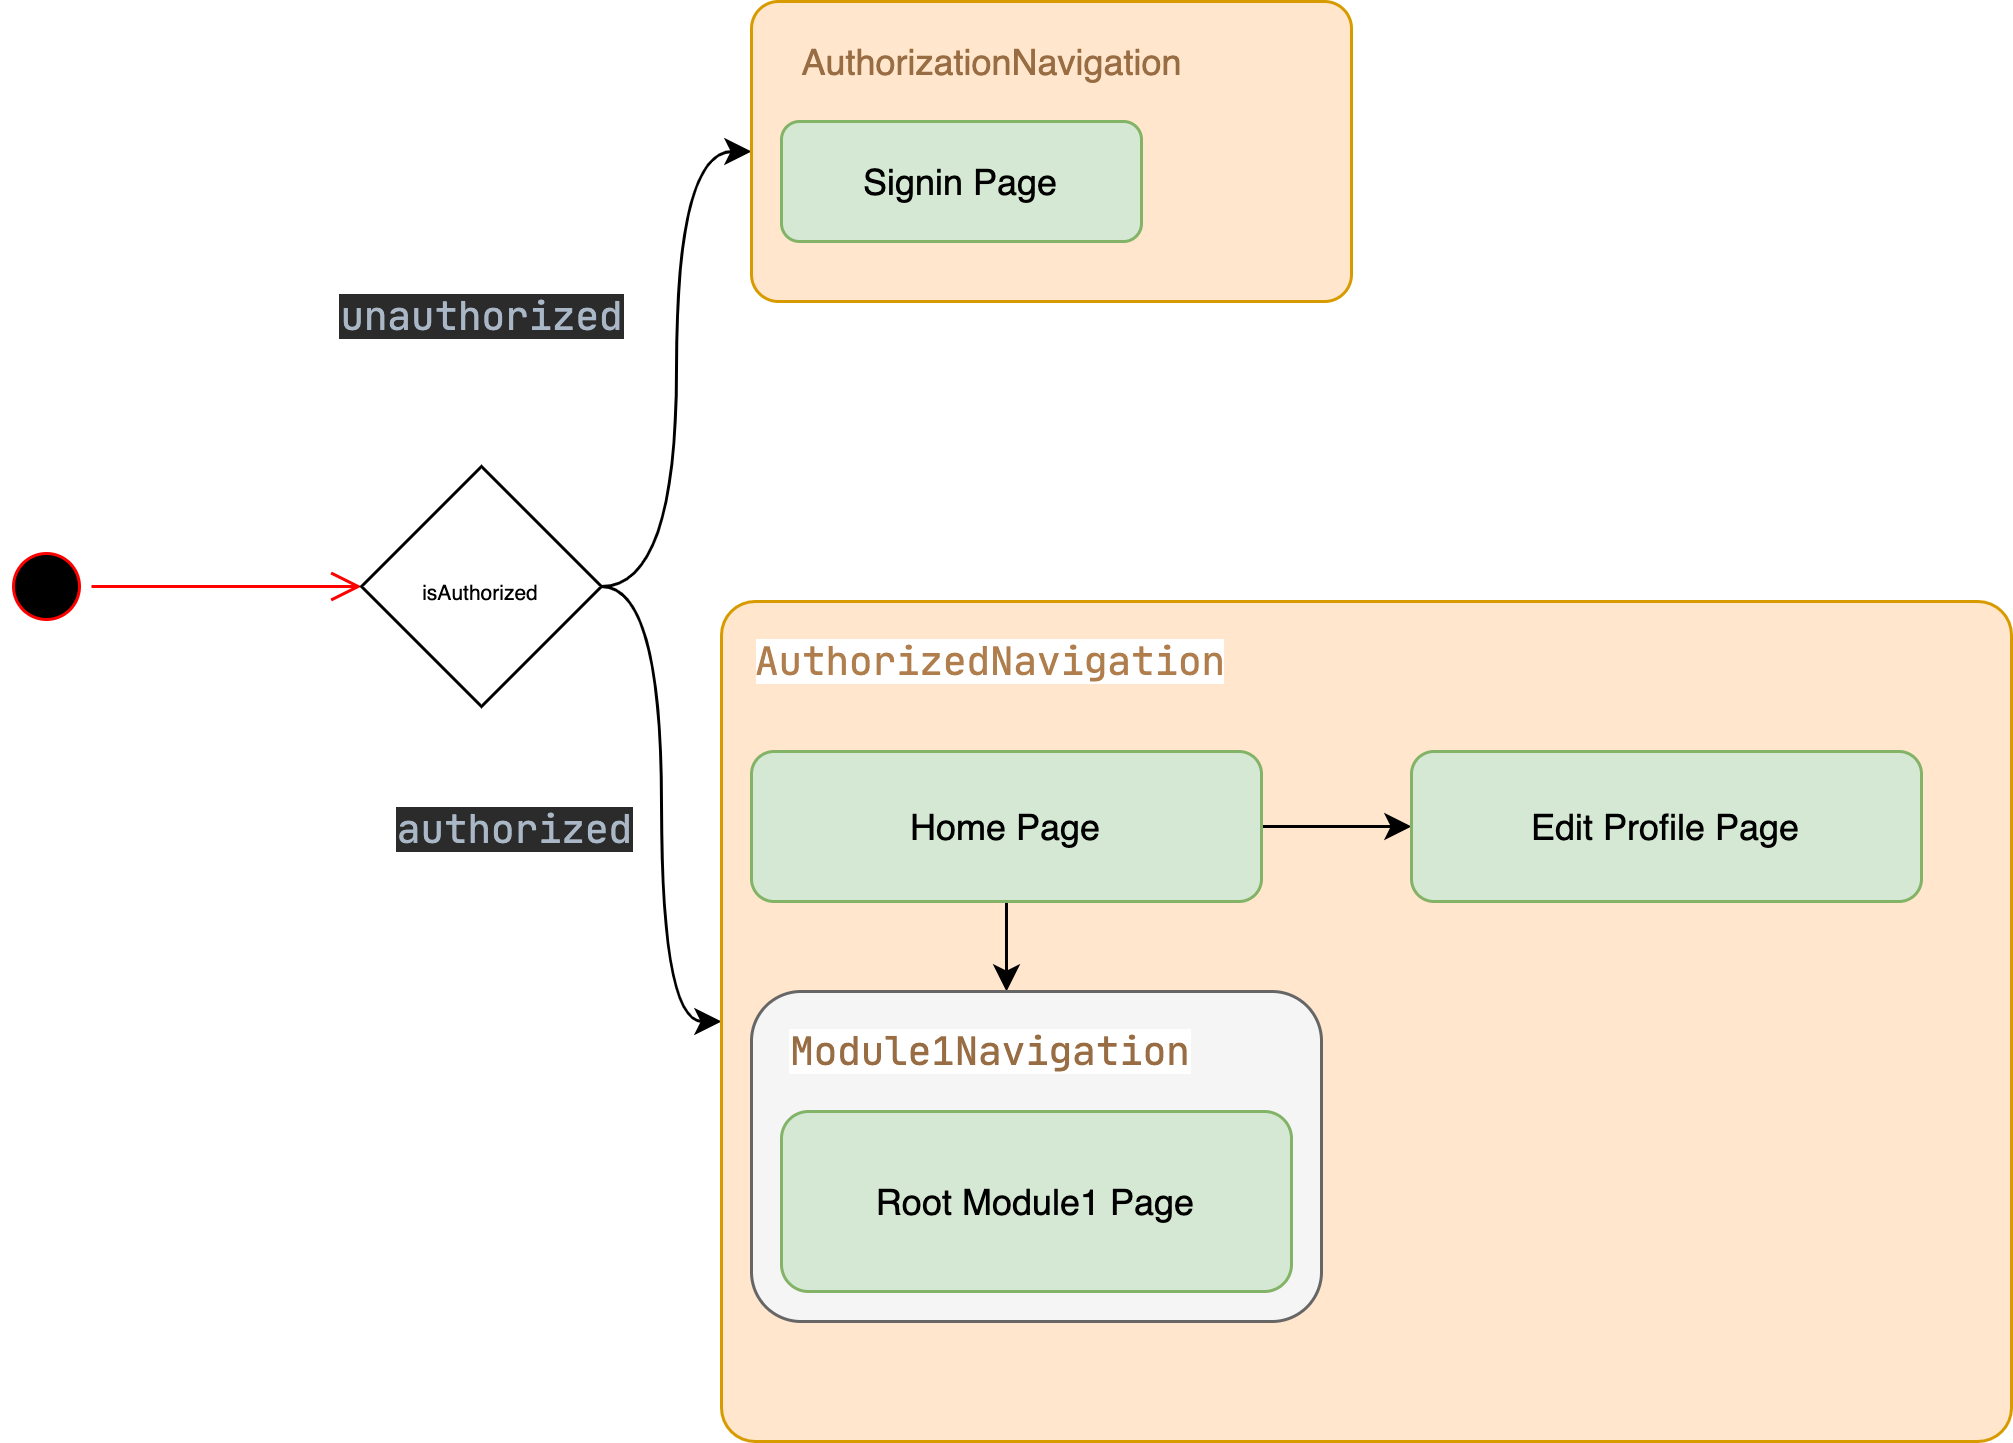 AuthorizationNavigation
Signin Page
unauthorized
isAuthorized
authorized
AuthorizedNavigation
Home Page
Edit Profile Page
Module1Navigation
Root Module1 Page